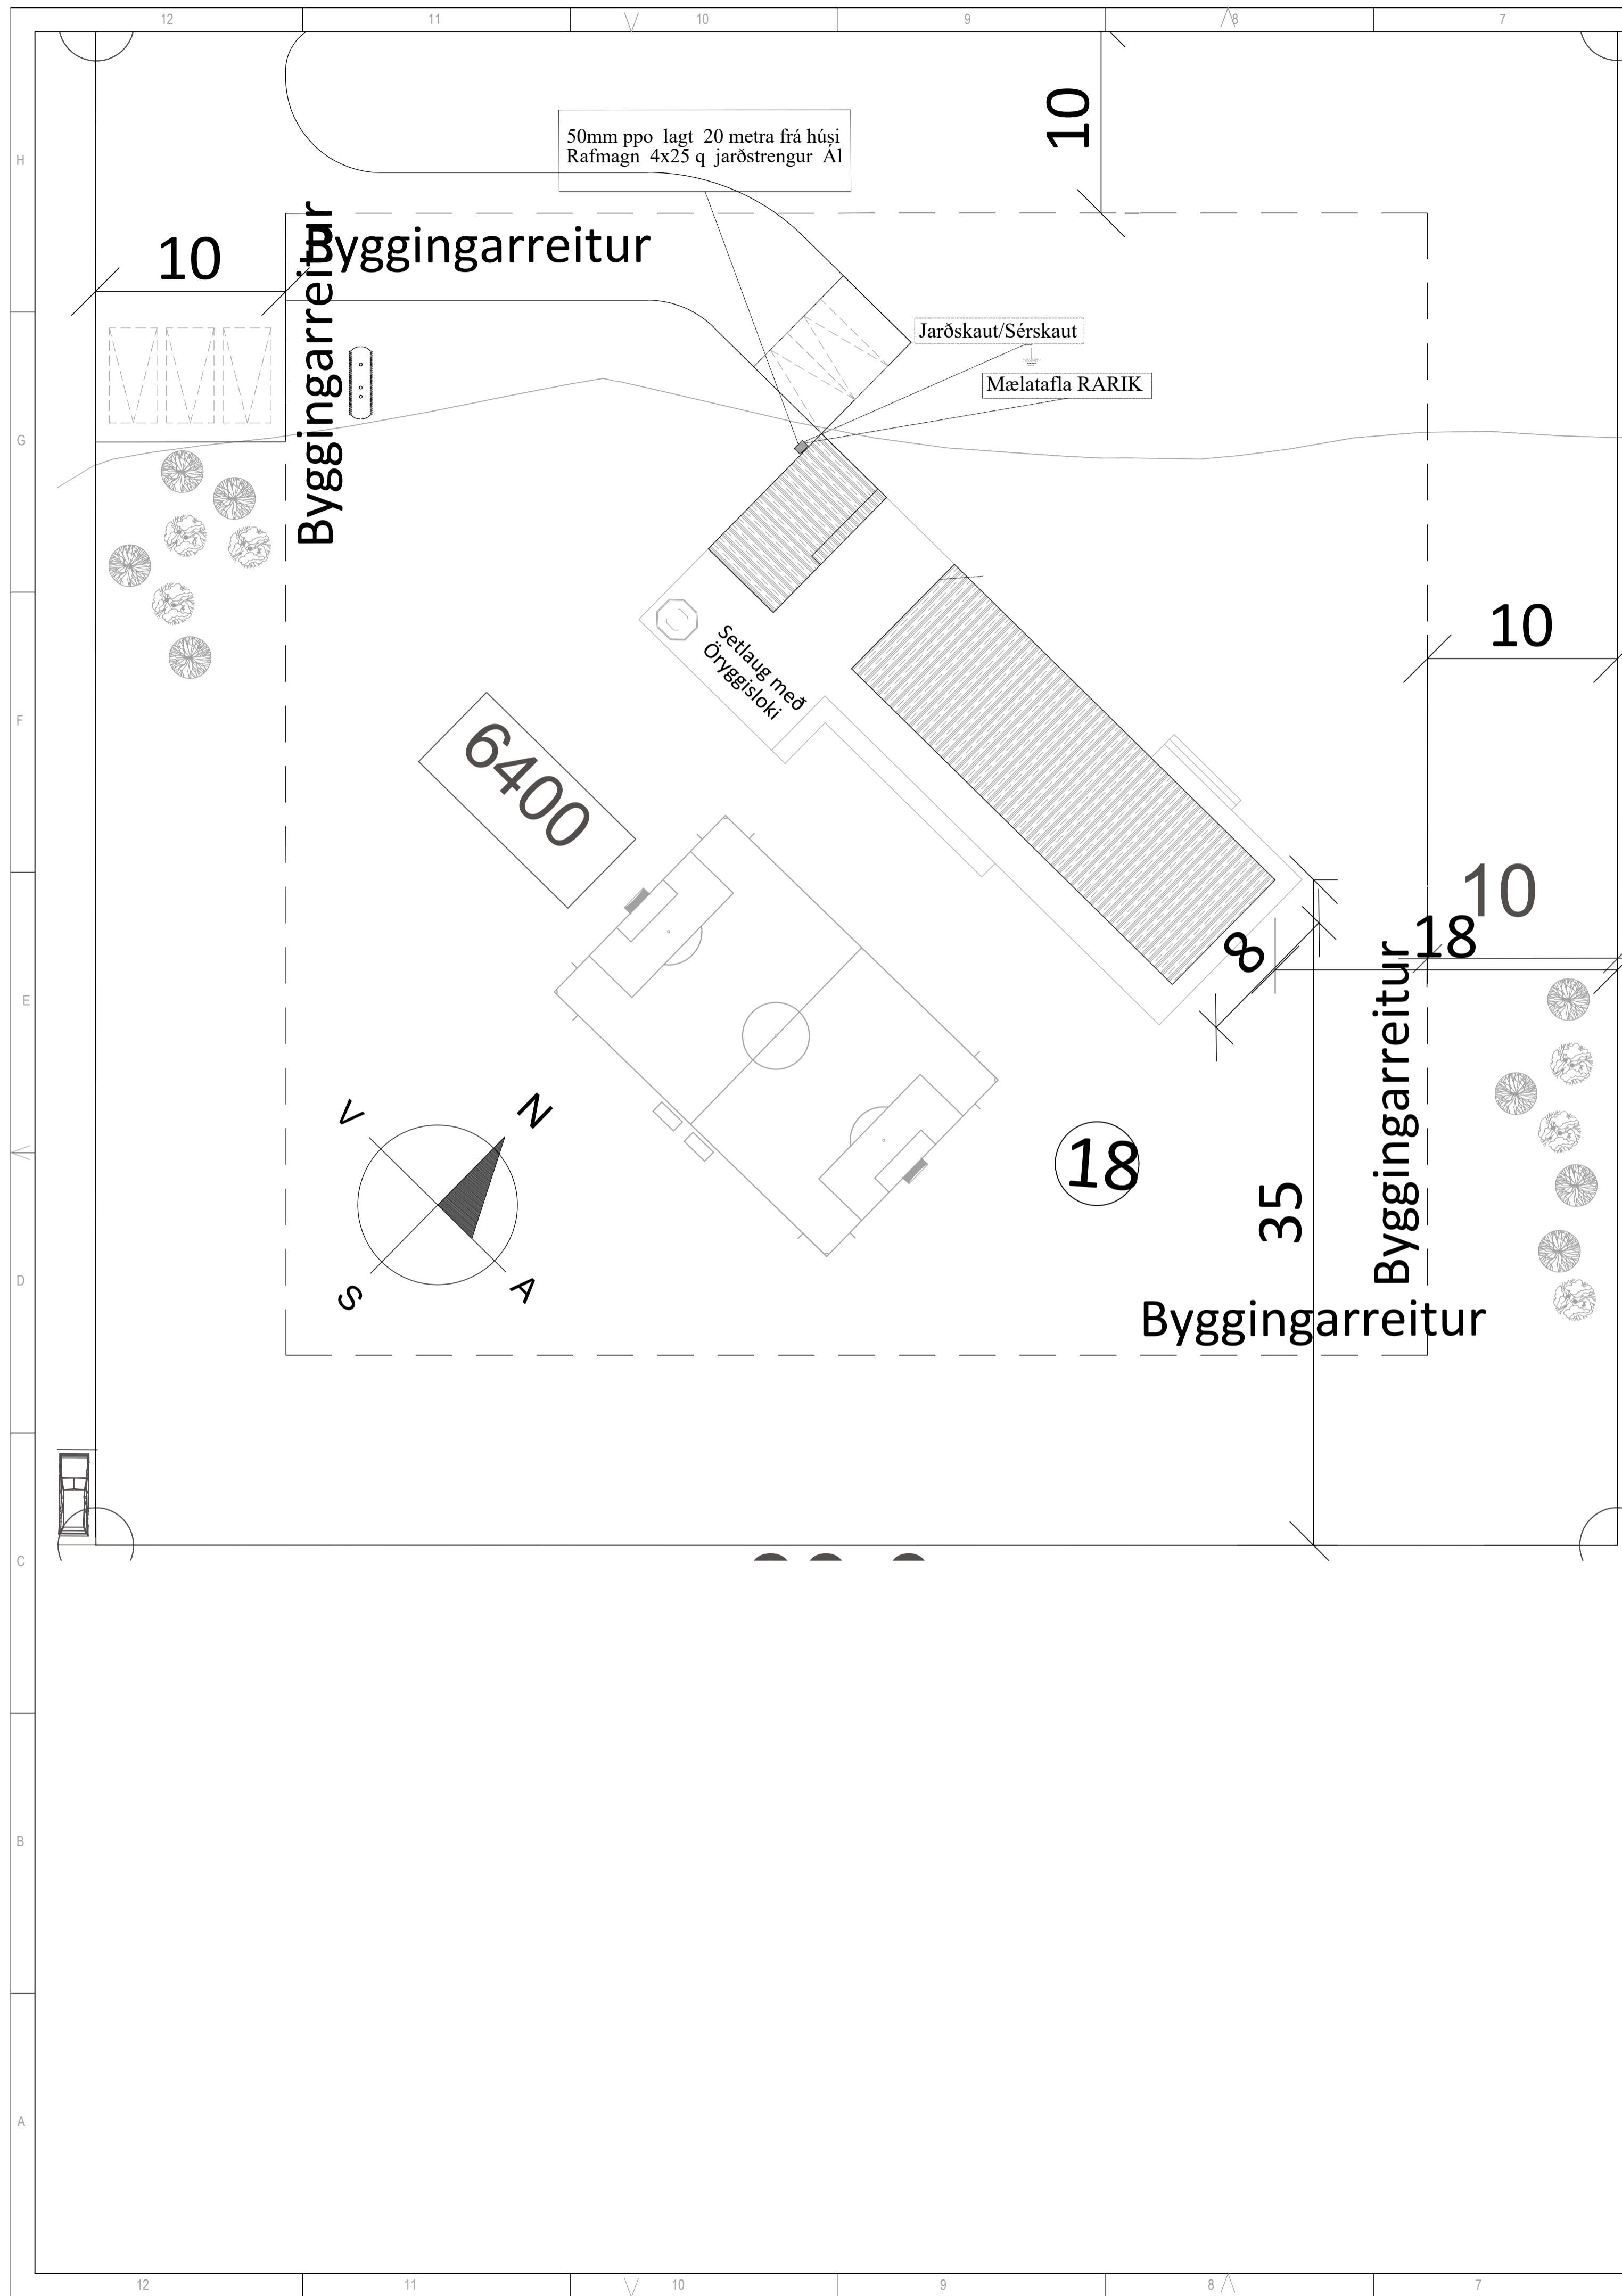 12 11 10 9 8 7
H
G
F
E
D
C
B
A
10
50mm ppo lagt 20 metra frá húsi
Rafmagn 4x25 q jarðstrengur Ál
10
Byggingarreitur
Byggingarreitur
Jarðskaut/Sérskaut
Mælatafla RARIK
10
Setlaug með
Öryggisloki
6400
10
18
8
Byggingarreitur
V
N
S
A
18
35
Byggingarreitur
12 11 10 9 8 7